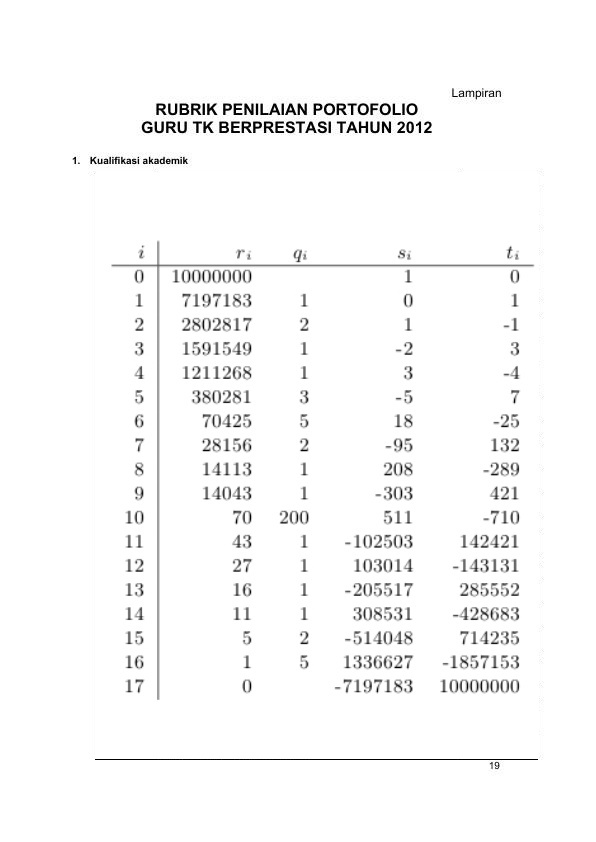 Lampiran
RUBRIK PENILAIAN PORTOFOLIO
GURU TK BERPRESTASI TAHUN 2012
1. Kualifikasi akademik
i ri qi si ti
0 10000000 1 0
1 7197183 1 0 1
2 2802817 2 1 -1
3 1591549 1 -2 3
4 1211268 1 3 -4
5 380281 3 -5 7
6 70425 5 18 -25
7 28156 2 -95 132
8 14113 1 208 -289
9 14043 1 -303 421
10 70 200 511 -710
11 43 1 -102503 142421
12 27 1 103014 -143131
13 16 1 -205517 285552
14 11 1 308531 -428683
15 5 2 -514048 714235
16 1 5 1336627 -1857153
17 0 -7197183 10000000
19